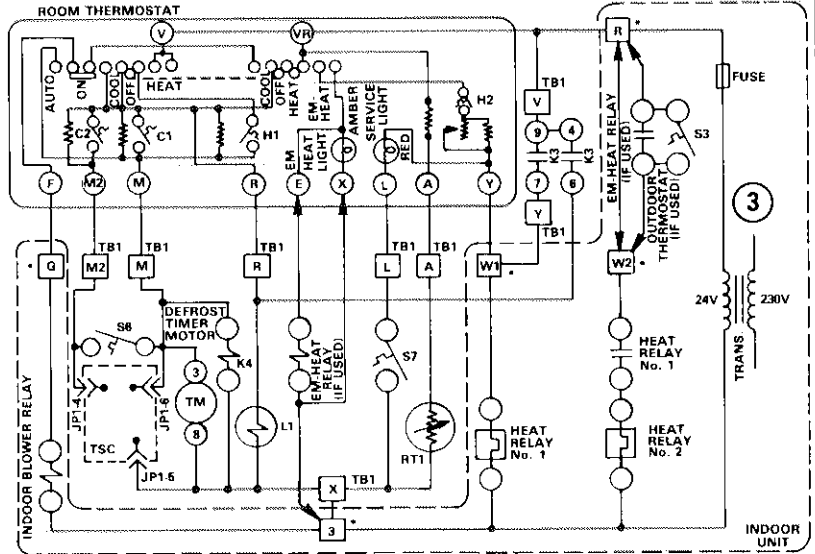 ROOM THERMOSTAT
V
VR
R
*
AUTO
ON
COOL
OFF
HEAT
COOL
OFF
HEAT
EM-
HEAT
AMBER
SERVICE
LIGHT
RED
H2
EM
HEAT
LIGHT
C2
C1
H1
F
M2
M
R
E
X
L
A
Y
TB1
V
9
4
K3
K3
7
6
Y
TB1
EM-HEAT RELAY
(IF USED)
OUTDOOR
THERMOSTAT
(IF USED)
S3
FUSE
3
* G
TB1
M2
M
TB1
R
TB1
L
TB1
A
TB1
W1
*
W2
*
24V
230V
TRANS.
DEFROST
TIMER
MOTOR
S6
K4
3
TM
8
JP1-4
JP1-6
TSC
JP1-5
L1
EM-HEAT
RELAY
(IF USED)
S7
RT1
HEAT
RELAY
No. 1
HEAT
RELAY
No. 1
HEAT
RELAY
No. 2
INDOOR BLOWER RELAY
X
TB1
3
*
INDOOR
UNIT